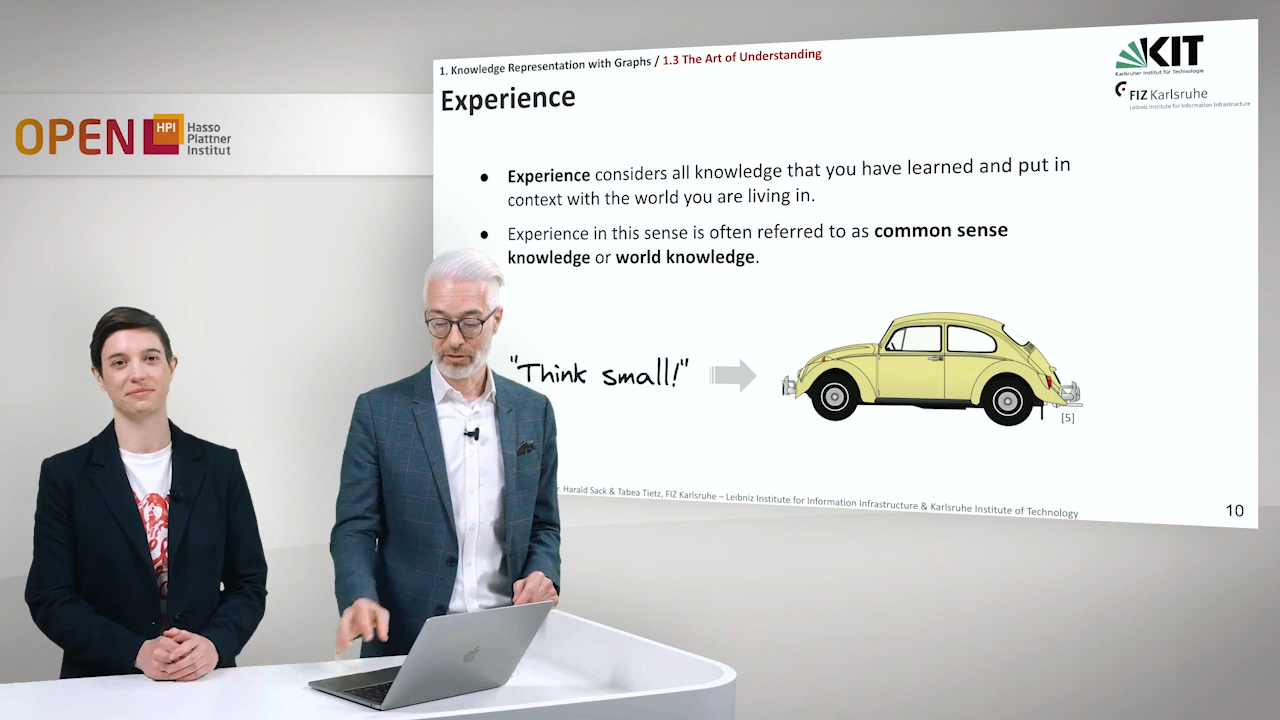 1. Knowledge Representation with Graphs / 1.3 The Art of Understanding
Experience
KIT
Karlsruher Institut für Technologie
FIZ Karlsruhe
Leibniz Institute for Information Infrastructure
OPEN HPI Hasso
Plattner
Institut
● Experience considers all knowledge that you have learned and put in
context with the world you are living in.
● Experience in this sense is often referred to as common sense
knowledge or world knowledge.
"Think small!"
[5]
. Harald Sack & Tabea Tietz, FIZ Karlsruhe – Leibniz Institute for Information Infrastructure & Karlsruhe Institute of Technology
10